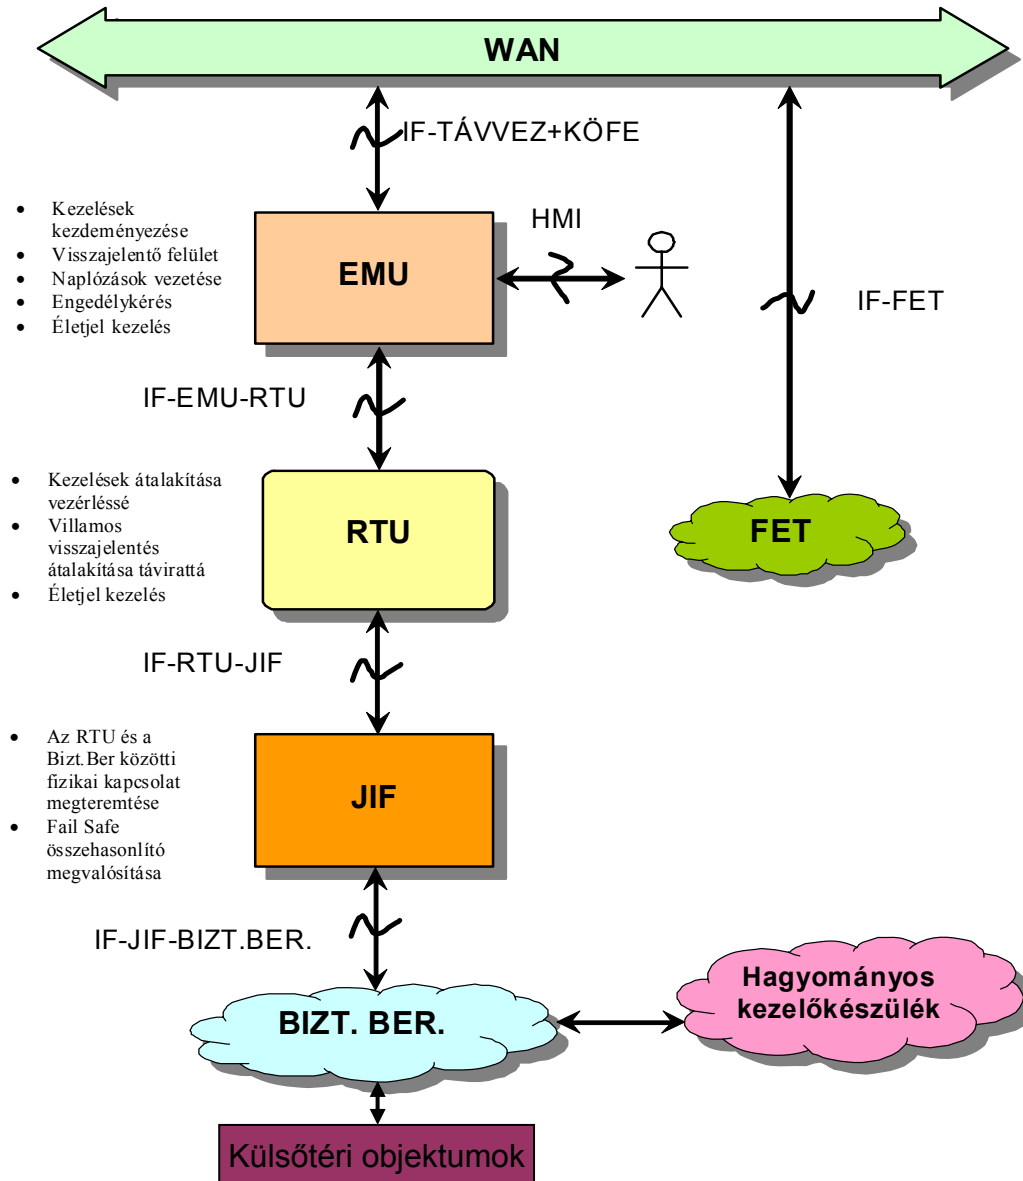 WAN
IF-TÁVVEZ+KÖFE
• Kezelések
kezdeményezése
• Visszajelentő felület
• Naplózások vezetése
• Engedélykérés
• Életjel kezelés
EMU
HMI
IF-FET
IF-EMU-RTU
• Kezelések átalakítása
vezérléssé
• Villamos
visszajelentés
átalakítása távirattá
• Életjel kezelés
RTU
FET
IF-RTU-JIF
• Az RTU és a
Bizt.Ber közötti
fizikai kapcsolat
megteremtése
• Fail Safe
összehasonlító
megvalósítása
JIF
IF-JIF-BIZT.BER.
BIZT. BER.
Hagyományos
kezelőkészülék
Külsőtéri objektumok